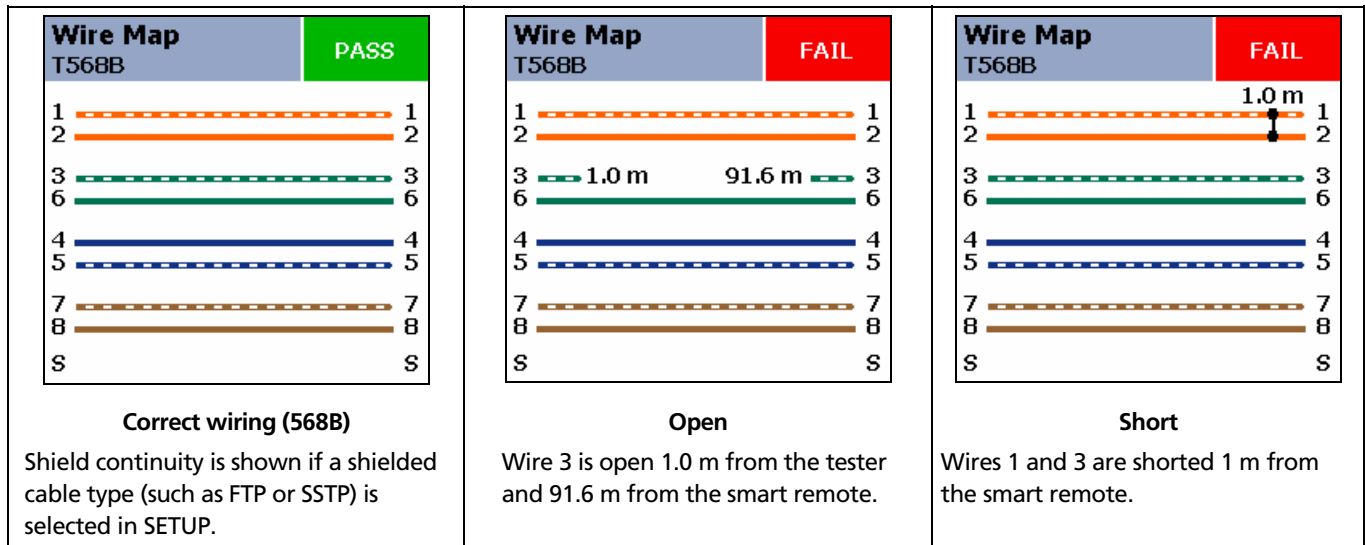 Wire Map
T568B
PASS
1 1
2 2
3 3
6 6
4 4
5 5
7 7
8 8
S S
Correct wiring (568B)
Shield continuity is shown if a shielded
cable type (such as FTP or SSTP) is
selected in SETUP.
Wire Map
T568B
FAIL
1 1
2 2
3 1.0 m 91.6 m 3
6 6
4 4
5 5
7 7
8 8
S S
Open
Wire 3 is open 1.0 m from the tester
and 91.6 m from the smart remote.
Wire Map
T568B
FAIL
1.0 m
1 1
2 2
3 3
6 6
4 4
5 5
7 7
8 8
S S
Short
Wires 1 and 3 are shorted 1 m from
the smart remote.